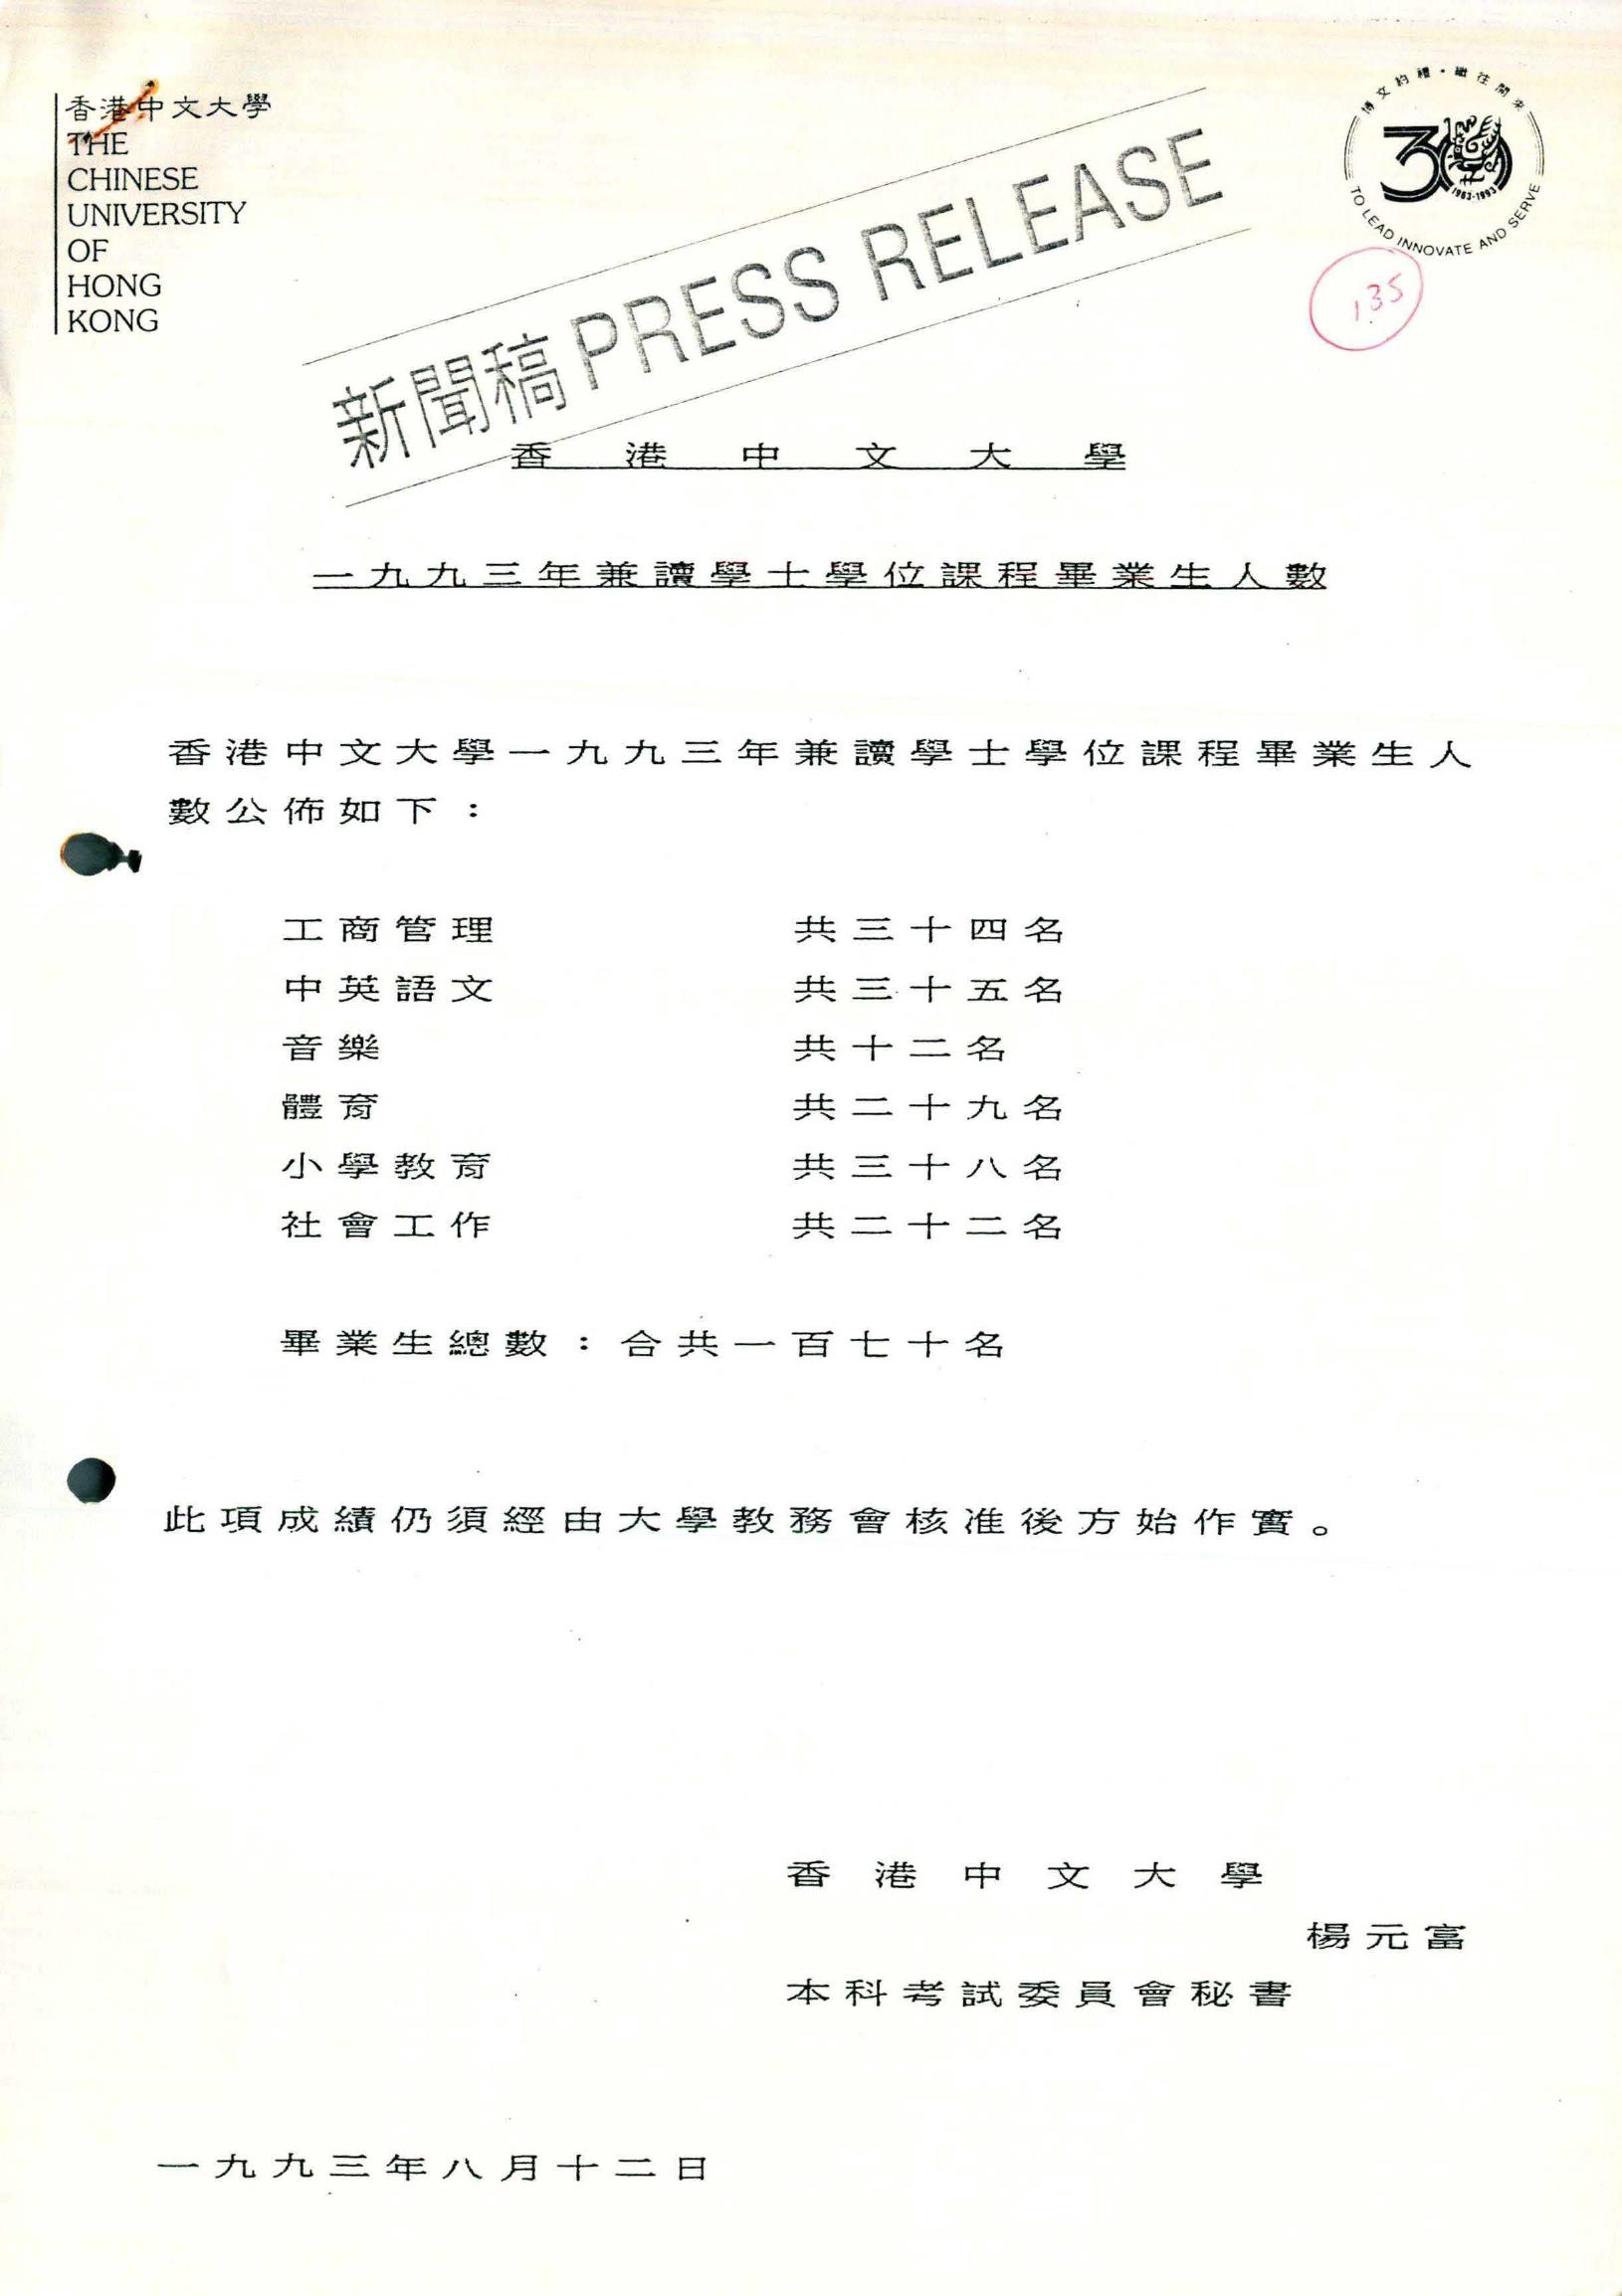 香港中文大學
THE
CHINESE
UNIVERSITY
OF
HONG
KONG
新聞稿 PRESS RELEASE
博文約禮·繼往開來
30
1963-1993
TO LEAD INNOVATE AND SERVE
135
香港中文大學
一九九三年兼讀學士學位課程畢業生人數
香港中文大學一九九三年兼讀學士學位課程畢業生人
數公佈如下：
工商管理 共三十四名
中英語文 共三十五名
音樂 共十二名
體育 共二十九名
小學教育 共三十八名
社會工作 共二十二名
畢業生總數：合共一百七十名
此項成績仍須經由大學教務會核准後方始作實。
香港中文大學
楊元富
本科考試委員會秘書
一九九三年八月十二日